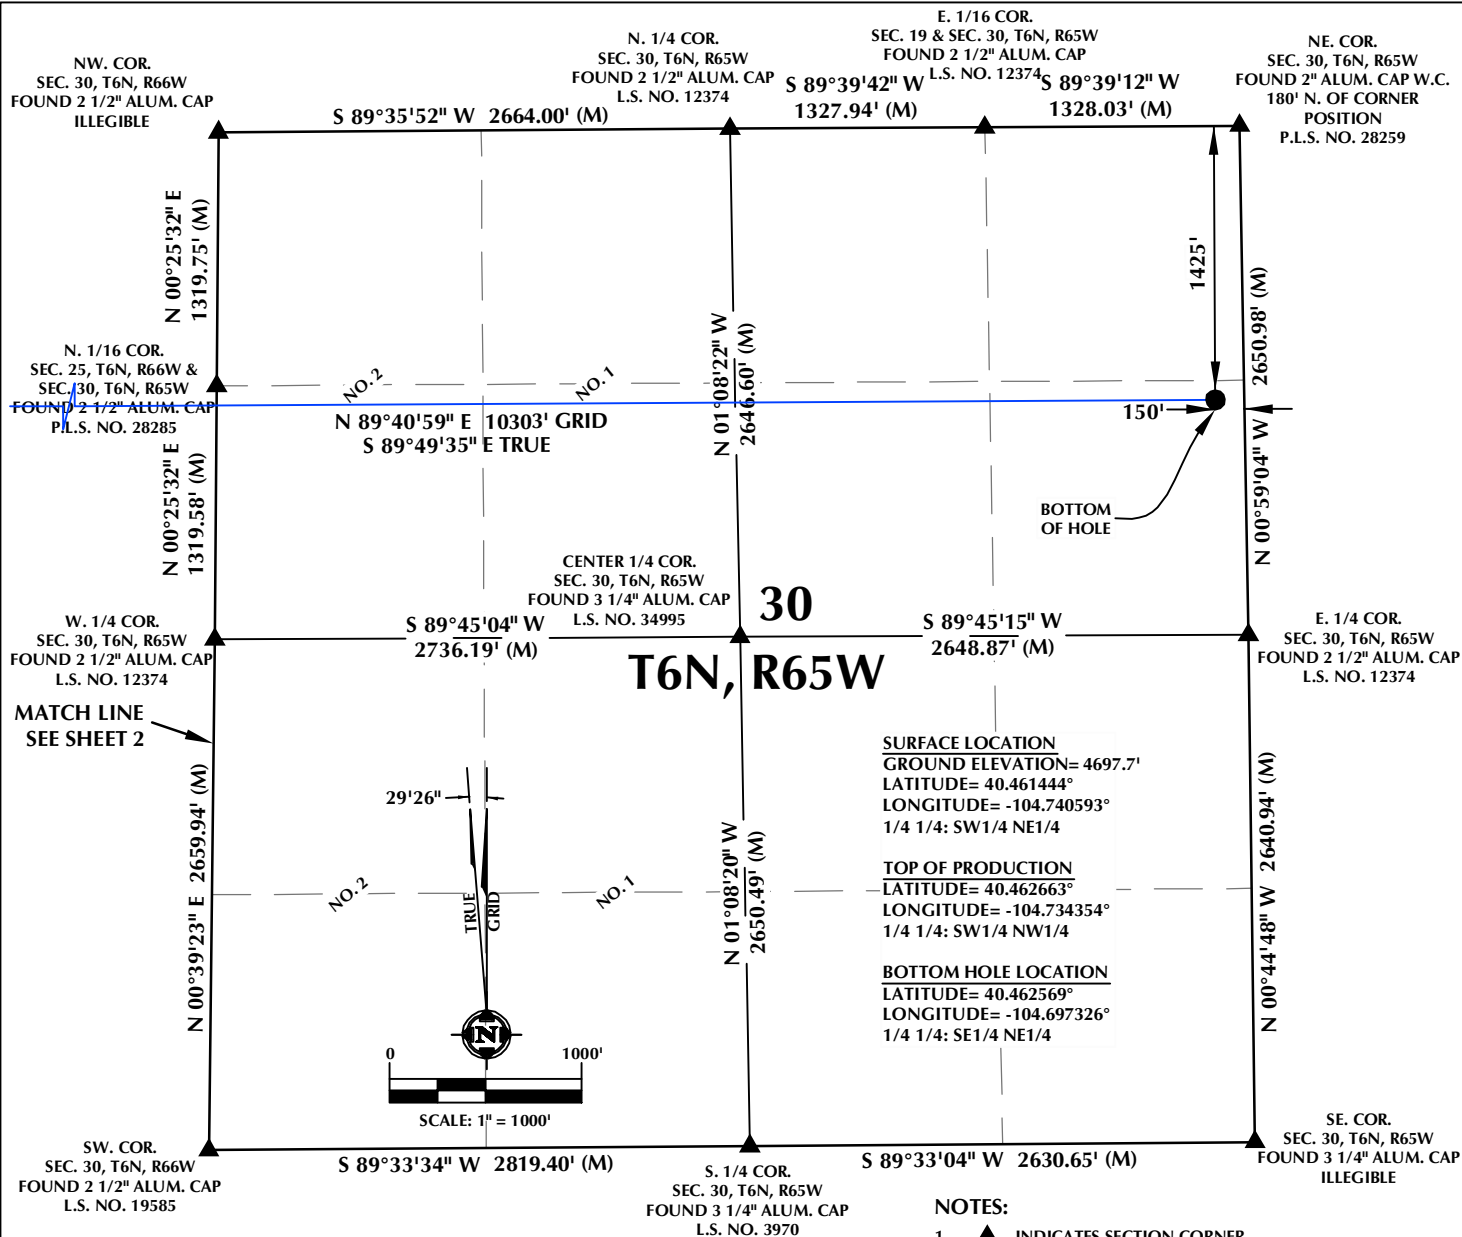 NW. COR.
SEC. 30, T6N, R66W
FOUND 2 1/2" ALUM. CAP
ILLEGIBLE
N. 1/4 COR.
SEC. 30, T6N, R65W
FOUND 2 1/2" ALUM. CAP
L.S. NO. 12374
E. 1/16 COR.
SEC. 19 & SEC. 30, T6N, R65W
FOUND 2 1/2" ALUM. CAP
L.S. NO. 12374
NE. COR.
SEC. 30, T6N, R65W
FOUND 2" ALUM. CAP W.C.
180' N. OF CORNER
POSITION
P.L.S. NO. 28259
S 89°35'52" W 2664.00' (M)
S 89°39'42" W
1327.94' (M)
S 89°39'12" W
1328.03' (M)
N 00°25'32" E
1319.75' (M)
1425'
N 00°59'04" W 2650.98' (M)
N. 1/16 COR.
SEC. 25, T6N, R66W &
SEC. 30, T6N, R65W
FOUND 2 1/2" ALUM. CAP
P.L.S. NO. 28285
NO. 2
NO. 1
N 01°08'22" W
2646.60' (M)
N 89°40'59" E 10303' GRID
S 89°49'35" E TRUE
150'
BOTTOM
OF HOLE
N 00°25'32" E
1319.58' (M)
CENTER 1/4 COR.
SEC. 30, T6N, R65W
FOUND 3 1/4" ALUM. CAP
L.S. NO. 34995
30
T6N, R65W
W. 1/4 COR.
SEC. 30, T6N, R65W
FOUND 2 1/2" ALUM. CAP
L.S. NO. 12374
S 89°45'04" W
2736.19' (M)
S 89°45'15" W
2648.87' (M)
E. 1/4 COR.
SEC. 30, T6N, R65W
FOUND 2 1/2" ALUM. CAP
L.S. NO. 12374
MATCH LINE
SEE SHEET 2
SURFACE LOCATION
GROUND ELEVATION= 4697.7'
LATITUDE= 40.461444°
LONGITUDE= -104.740593°
1/4 1/4: SW1/4 NE1/4
TOP OF PRODUCTION
LATITUDE= 40.462663°
LONGITUDE= -104.734354°
1/4 1/4: SW1/4 NW1/4
BOTTOM HOLE LOCATION
LATITUDE= 40.462569°
LONGITUDE= -104.697326°
1/4 1/4: SE1/4 NE1/4
N 00°39'23" E 2659.94' (M)
29'26"
TRUE
GRID
N
NO. 2
NO. 1
N 01°08'20" W
2650.49' (M)
N 00°44'48" W 2640.94' (M)
0 1000'
SCALE: 1" = 1000'
SW. COR.
SEC. 30, T6N, R66W
FOUND 2 1/2" ALUM. CAP
L.S. NO. 19585
S 89°33'34" W 2819.40' (M)
S. 1/4 COR.
SEC. 30, T6N, R65W
FOUND 3 1/4" ALUM. CAP
L.S. NO. 3970
S 89°33'04" W 2630.65' (M)
SE. COR.
SEC. 30, T6N, R65W
FOUND 3 1/4" ALUM. CAP
ILLEGIBLE
NOTES:
1. INDICATES SECTION CORNER